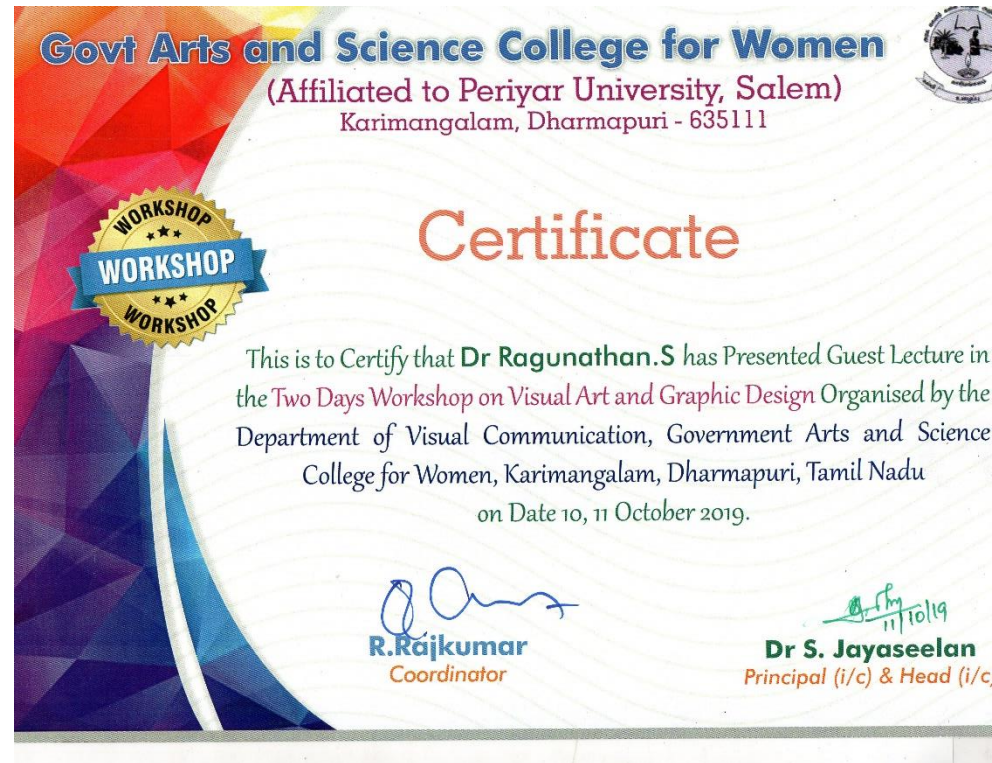 Govt Arts and Science College for Women
(Affiliated to Periyar University, Salem)
Karimangalam, Dharmapuri - 635111
WORKSHOP
WORKSHOP
WORKSHOP
Certificate
This is to Certify that Dr Ragunathan.S has Presented Guest Lecture in
the Two Days Workshop on Visual Art and Graphic Design Organised by the
Department of Visual Communication, Government Arts and Science
College for Women, Karimangalam, Dharmapuri, Tamil Nadu
on Date 10, 11 October 2019.
11/10/19
R.Rajkumar
Coordinator
Dr S. Jayaseelan
Principal (i/c) & Head (i/c)